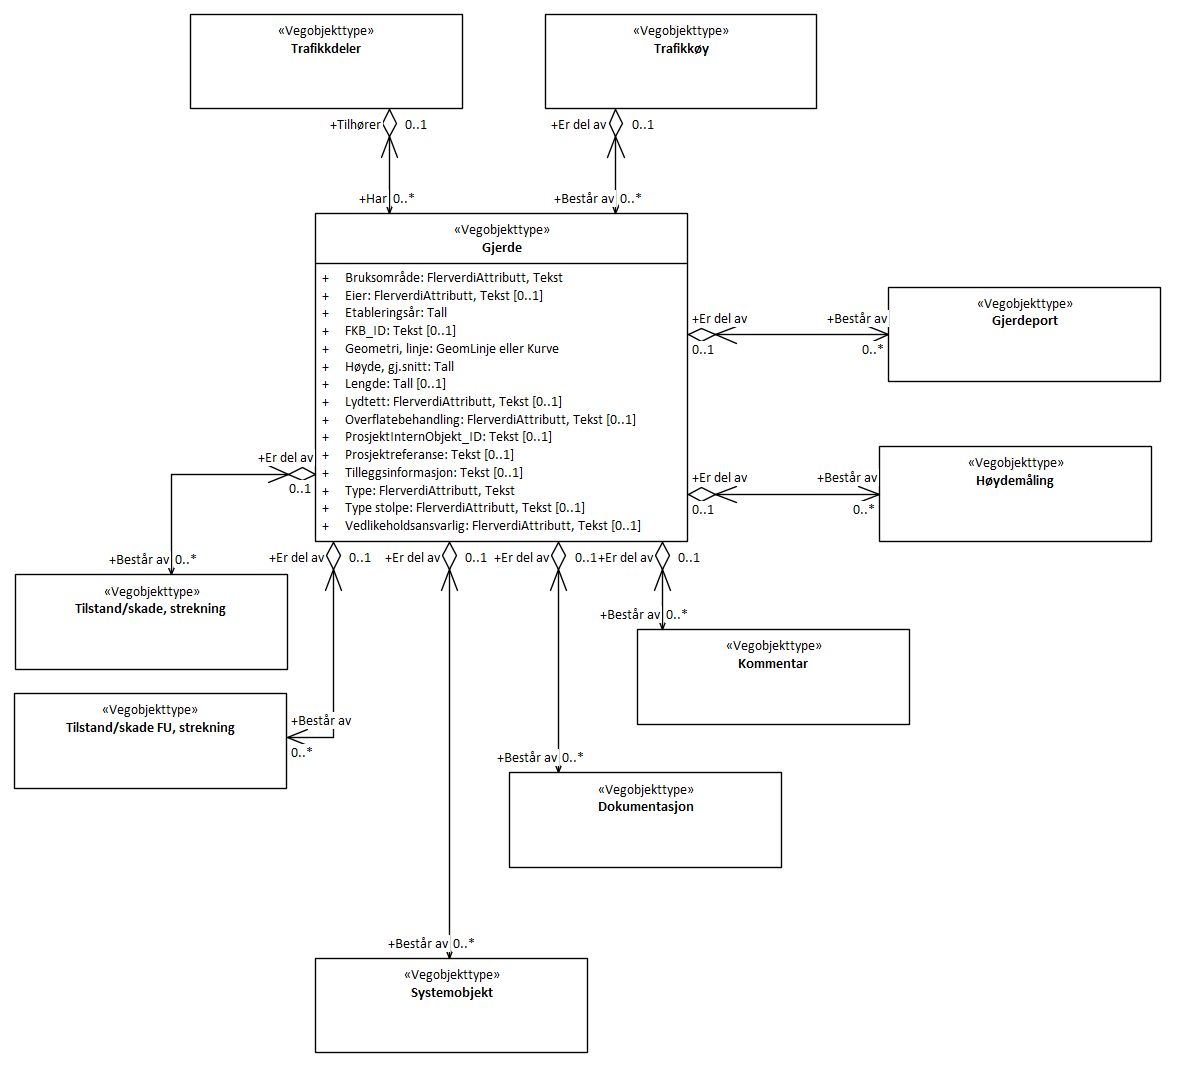 «Vegobjekttype»
Trafikkdeler
«Vegobjekttype»
Trafikkøy
+Tilhører 0..1
+Er del av 0..1
+Har 0..*
+Består av 0..*
«Vegobjekttype»
Gjerde
+ Bruksområde: FlerverdiAttributt, Tekst
+ Eier: FlerverdiAttributt, Tekst [0..1]
+ Etableringsår: Tall
+ FKB_ID: Tekst [0..1]
+ Geometri, linje: GeomLinje eller Kurve
+ Høyde, gj.snitt: Tall
+ Lengde: Tall [0..1]
+ Lydtett: FlerverdiAttributt, Tekst [0..1]
+ Overflatebehandling: FlerverdiAttributt, Tekst [0..1]
+ ProsjektInternObjekt_ID: Tekst [0..1]
+ Prosjektreferanse: Tekst [0..1]
+ Tilleggsinformasjon: Tekst [0..1]
+ Type: FlerverdiAttributt, Tekst
+ Type stolpe: FlerverdiAttributt, Tekst [0..1]
+ Vedlikeholdsansvarlig: FlerverdiAttributt, Tekst [0..1]
+Er del av
0..1
+Består av
0..*
«Vegobjekttype»
Gjerdeport
+Er del av
0..1
+Består av
0..*
«Vegobjekttype»
Høydemåling
+Er del av
0..1
+Består av 0..*
«Vegobjekttype»
Tilstand/skade, strekning
+Er del av 0..1
+Består av
0..*
«Vegobjekttype»
Tilstand/skade FU, strekning
+Er del av 0..1
+Består av 0..*
«Vegobjekttype»
Systemobjekt
+Er del av 0..1
+Består av 0..*
«Vegobjekttype»
Dokumentasjon
+Er del av 0..1
+Består av 0..*
«Vegobjekttype»
Kommentar